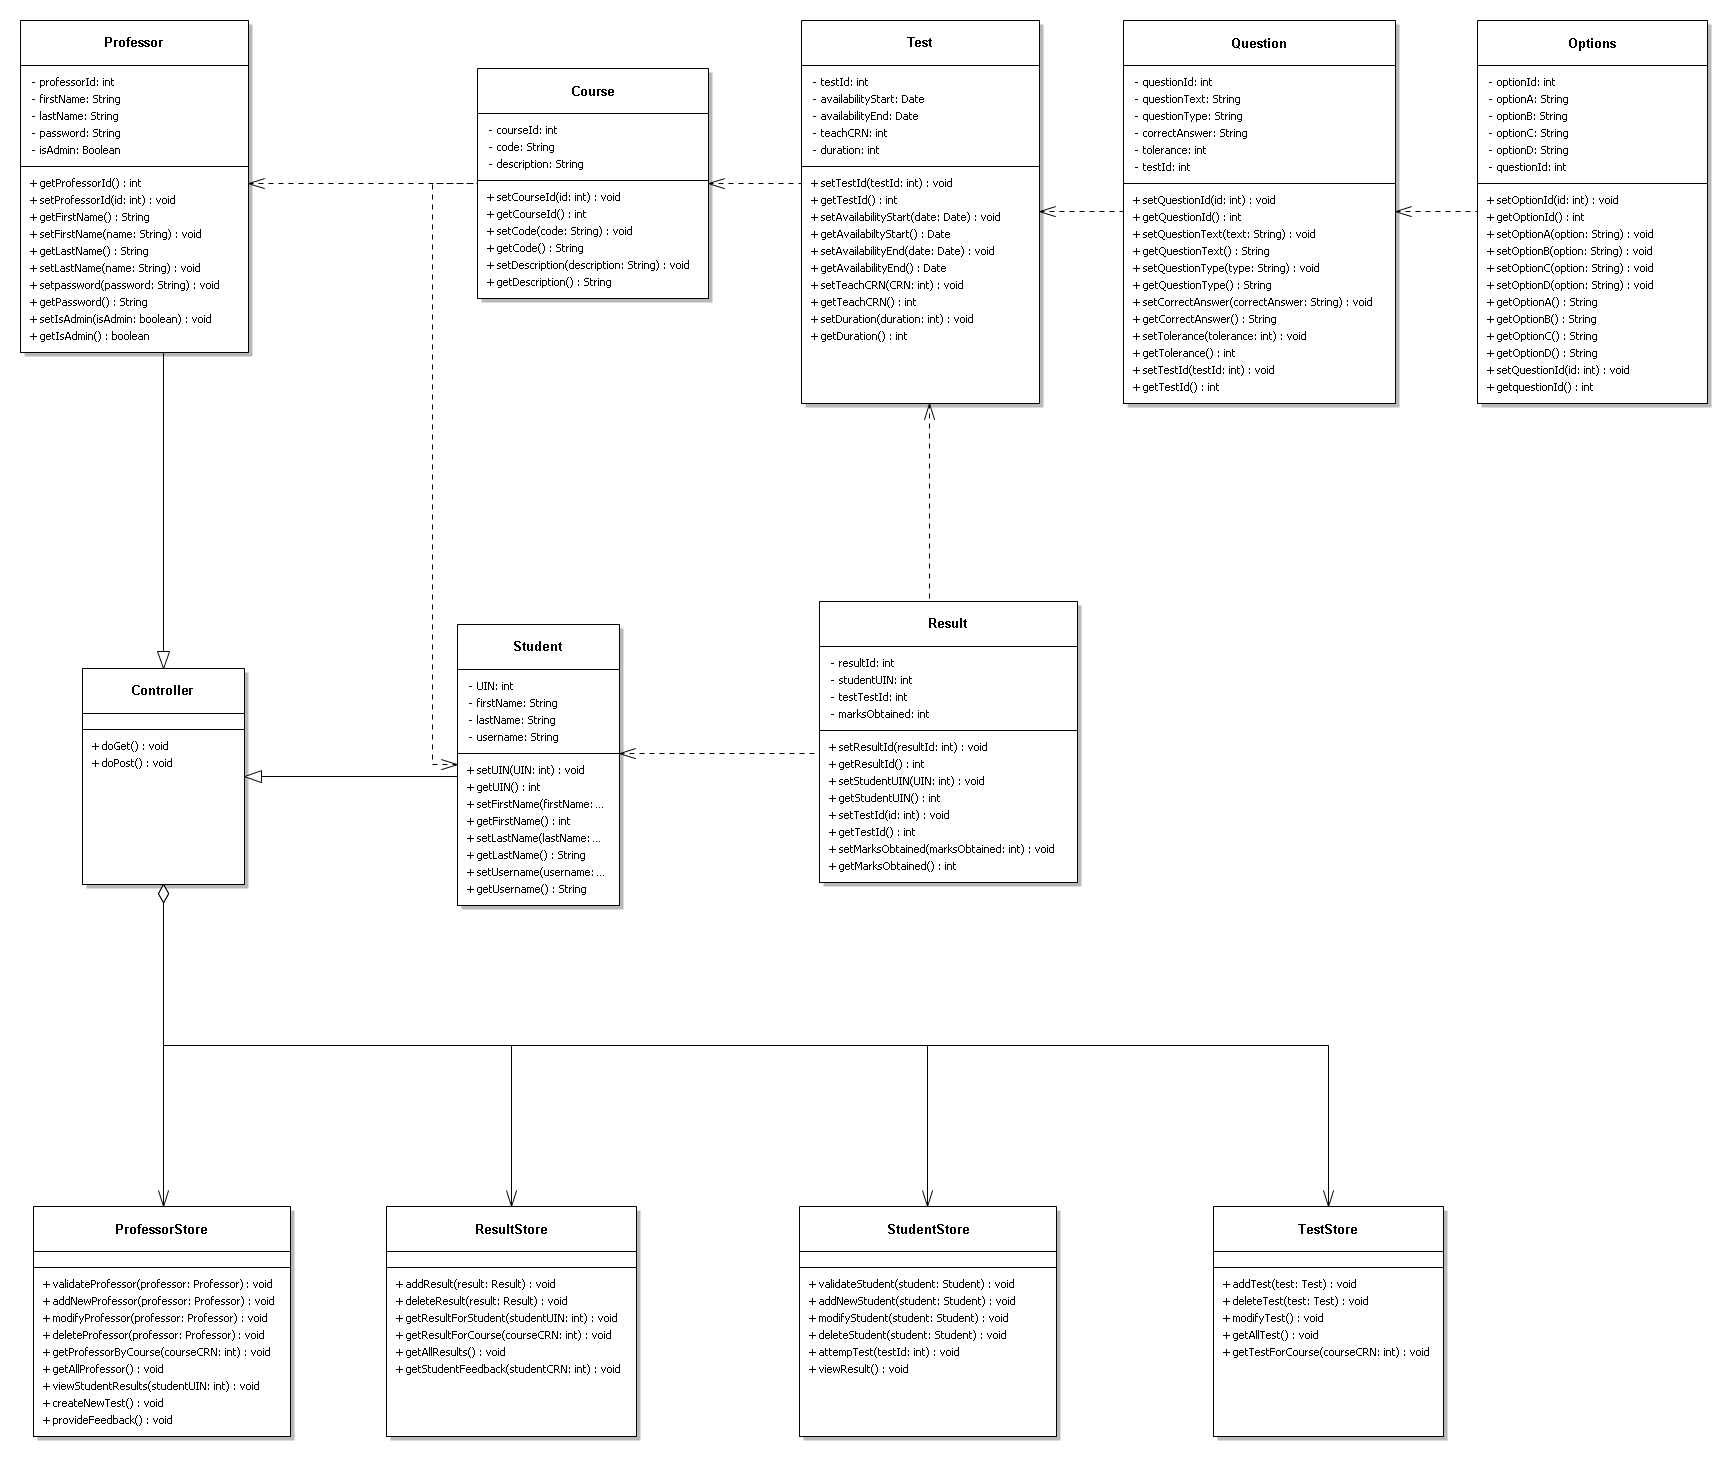 Professor
- professorId: int
- firstName: String
- lastName: String
- password: String
- isAdmin: Boolean
+ getProfessorId() : int
+ setProfessorId(id: int) : void
+ getFirstName() : String
+ setFirstName(name: String) : void
+ getLastName() : String
+ setLastName(name: String) : void
+ setpassword(password: String) : void
+ getPassword() : String
+ setIsAdmin(isAdmin: boolean) : void
+ getIsAdmin() : boolean
Course
- courseId: int
- code: String
- description: String
+ setCourseId(id: int) : void
+ getCourseId() : int
+ setCode(code: String) : void
+ getCode() : String
+ setDescription(description: String) : void
+ getDescription() : String
Test
- testId: int
- availabilityStart: Date
- availabilityEnd: Date
- teachCRN: int
- duration: int
+ setTestId(testId: int) : void
+ getTestId() : int
+ setAvailabilityStart(date: Date) : void
+ getAvailabiltyStart() : Date
+ setAvailabilityEnd(date: Date) : void
+ getAvailabilityEnd() : Date
+ setTeachCRN(CRN: int) : void
+ getTeachCRN() : int
+ setDuration(duration: int) : void
+ getDuration() : int
Question
- questionId: int
- questionText: String
- questionType: String
- correctAnswer: String
- tolerance: int
- testId: int
+ setQuestionId(id: int) : void
+ getQuestionId() : int
+ setQuestionText(text: String) : void
+ getQuestionText() : String
+ setQuestionType(type: String) : void
+ getQuestionType() : String
+ setCorrectAnswer(correctAnswer: String) : void
+ getCorrectAnswer() : String
+ setTolerance(tolerance: int) : void
+ getTolerance() : int
+ setTestId(testId: int) : void
+ getTestId() : int
Options
- optionId: int
- optionA: String
- optionB: String
- optionC: String
- optionD: String
- questionId: int
+ setOptionId(id: int) : void
+ getOptionId() : int
+ setOptionA(option: String) : void
+ setOptionB(option: String) : void
+ setOptionC(option: String) : void
+ setOptionD(option: String) : void
+ getOptionA() : String
+ getOptionB() : String
+ getOptionC() : String
+ getOptionD() : String
+ setQuestionId(id: int) : void
+ getquestionId() : int
Controller
+ doGet() : void
+ doPost() : void
Student
- UIN: int
- firstName: String
- lastName: String
- username: String
+ setUIN(UIN: int) : void
+ getUIN() : int
+ setFirstName(firstName: ...
+ getFirstName() : int
+ setLastName(lastName: ...
+ getLastName() : String
+ setUsername(username: ...
+ getUsername() : String
Result
- resultId: int
- studentUIN: int
- testTestId: int
- marksObtained: int
+ setResultId(resultId: int) : void
+ getResultId() : int
+ setStudentUIN(UIN: int) : void
+ getStudentUIN() : int
+ setTestId(id: int) : void
+ getTestId() : int
+ setMarksObtained(marksObtained: int) : void
+ getMarksObtained() : int
ProfessorStore
+ validateProfessor(professor: Professor) : void
+ addNewProfessor(professor: Professor) : void
+ modifyProfessor(professor: Professor) : void
+ deleteProfessor(professor: Professor) : void
+ getProfessorByCourse(courseCRN: int) : void
+ getAllProfessor() : void
+ viewStudentResults(studentUIN: int) : void
+ createNewTest() : void
+ provideFeedback() : void
ResultStore
+ addResult(result: Result) : void
+ deleteResult(result: Result) : void
+ getResultForStudent(studentUIN: int) : void
+ getResultForCourse(courseCRN: int) : void
+ getAllResults() : void
+ getStudentFeedback(studentCRN: int) : void
StudentStore
+ validateStudent(student: Student) : void
+ addNewStudent(student: Student) : void
+ modifyStudent(student: Student) : void
+ deleteStudent(student: Student) : void
+ attempTest(testId: int) : void
+ viewResult() : void
TestStore
+ addTest(test: Test) : void
+ deleteTest(test: Test) : void
+ modifyTest() : void
+ getAllTest() : void
+ getTestForCourse(courseCRN: int) : void